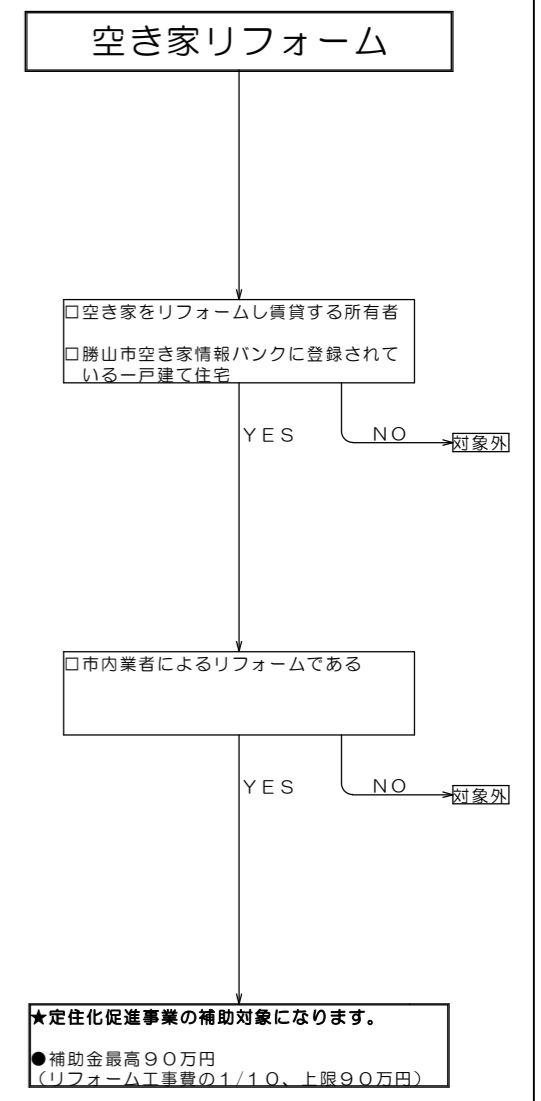 空き家リフォーム
□空き家をリフォームし賃貸する所有者
□勝山市空き家情報バンクに登録されて
いる一戸建て住宅
YES
NO
対象外
□市内業者によるリフォームである
YES
NO
対象外
★定住化促進事業の補助対象になります。
●補助金最高90万円
(リフォーム工事費の1/10、上限90万円)